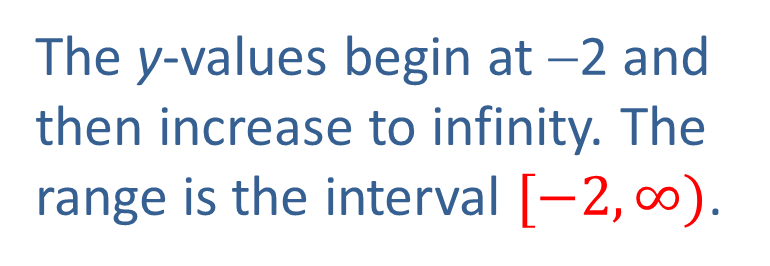 The y-values begin at –2 and
then increase to infinity. The
range is the interval [−2, ∞).